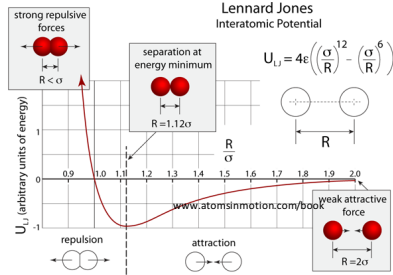 Lennard Jones
Interatomic Potential
strong repulsive
forces
R < σ
separation at
energy minimum
R =1.12σ
U_LJ = 4ε((σ/R)^12 − (σ/R)^6)
R
R/σ
U_LJ (arbitrary units of energy)
1
0
-1
0.9 1.1 1.2 1.3 1.4 1.5 1.6 1.7 1.8 1.9 2.0
www.atomsinmotion.com/book
weak attractive
force
R =2σ
repulsion
attraction